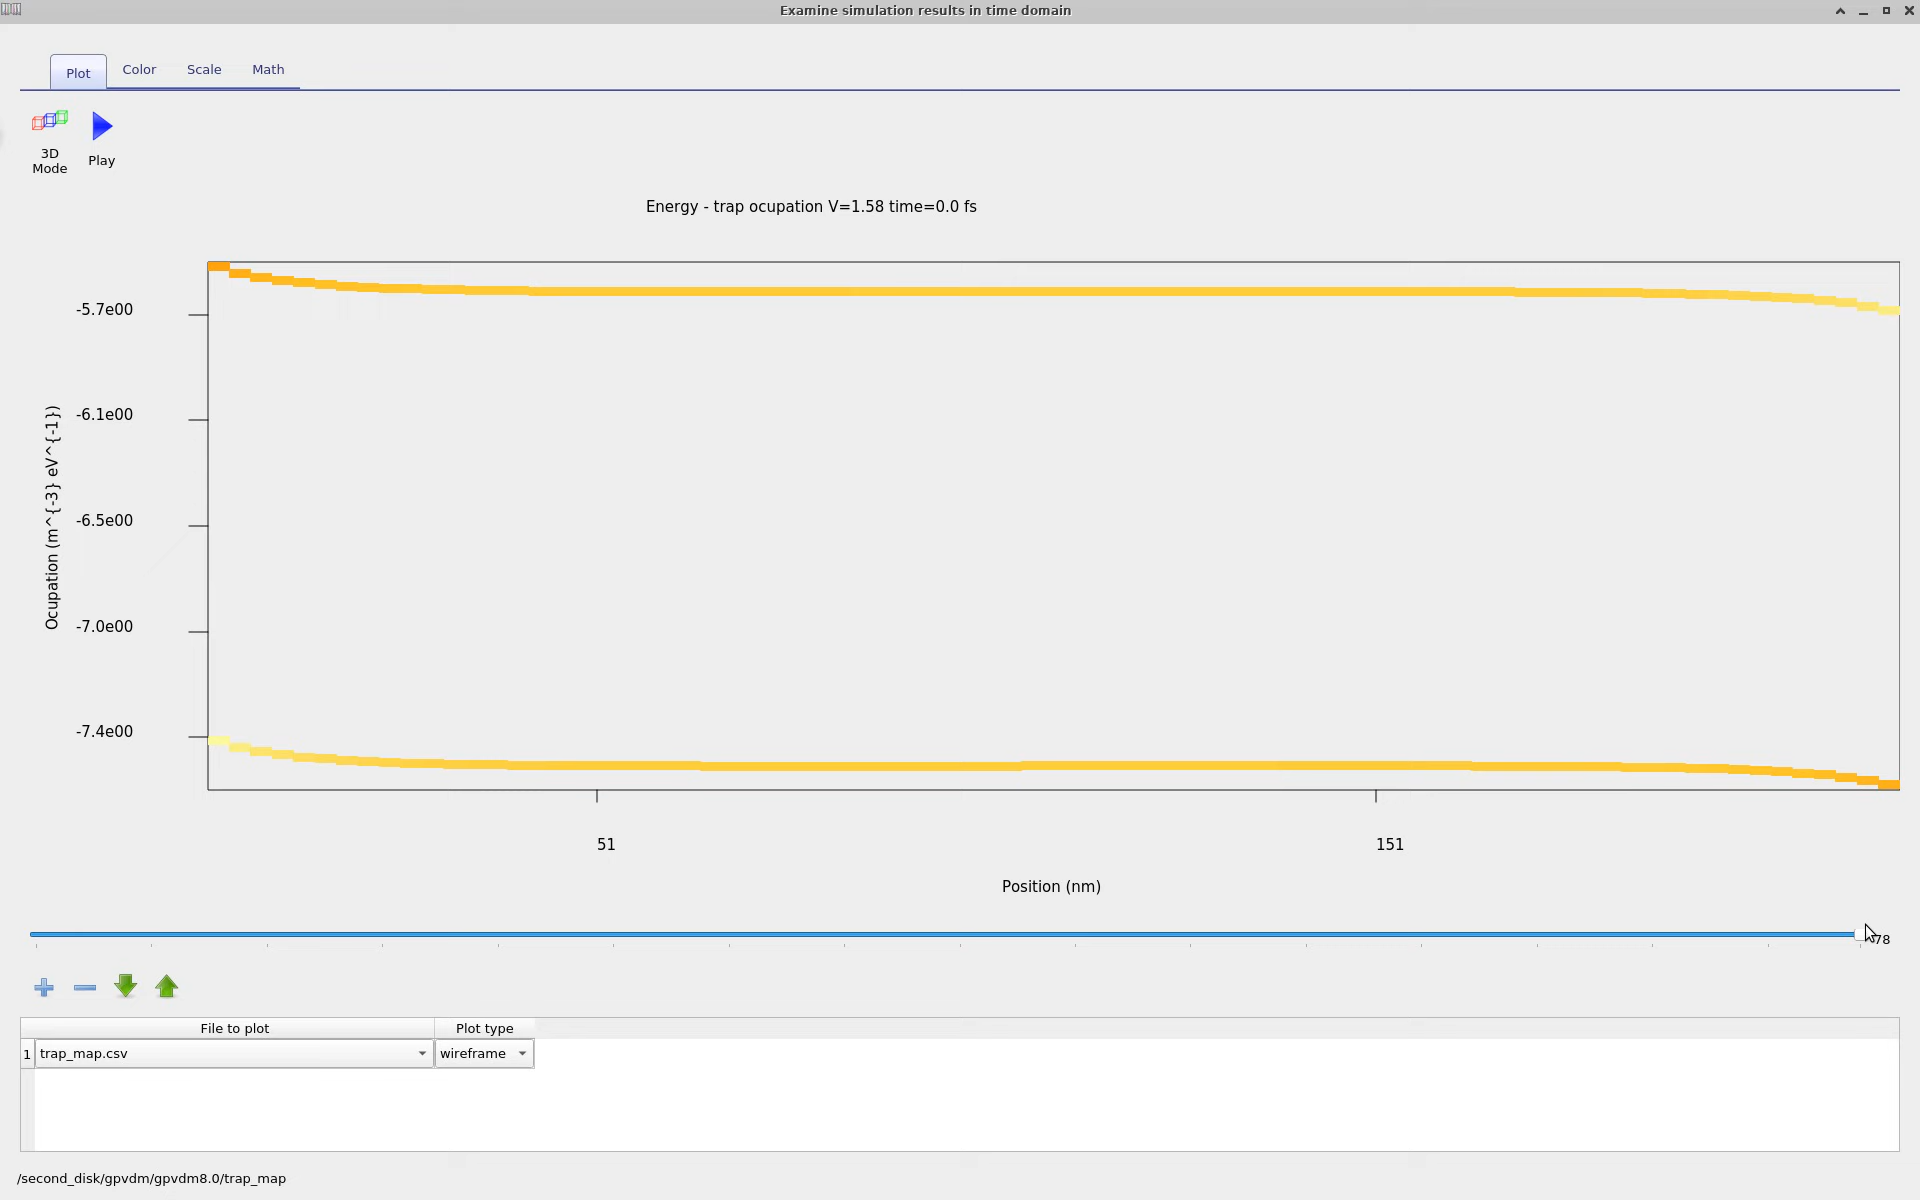 Examine simulation results in time domain
Plot
Color
Scale
Math
3D
Mode
Play
Energy - trap ocupation V=1.58 time=0.0 fs
-5.7e00
-6.1e00
-6.5e00
-7.0e00
-7.4e00
Ocupation (m^{-3} eV^{-1})
51
151
Position (nm)
78
File to plot
Plot type
1
trap_map.csv
wireframe
/second_disk/gpvdm/gpvdm8.0/trap_map